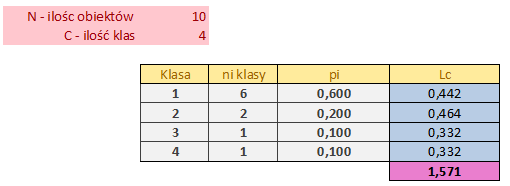 N - ilośc obiektów 10
C - ilość klas 4
Klasa ni klasy pi Lc
1 6 0,600 0,442
2 2 0,200 0,464
3 1 0,100 0,332
4 1 0,100 0,332
1,571